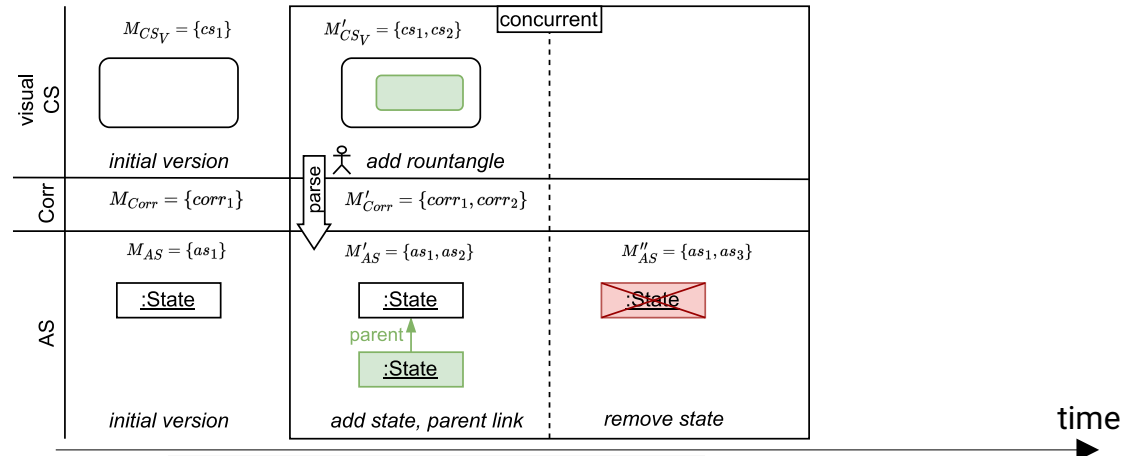 concurrent
visual
CS
M_{CS_V} = {cs_1}
M'_{CS_V} = {cs_1, cs_2}
initial version
add rountangle
parse
Corr
M_{Corr} = {corr_1}
M'_{Corr} = {corr_1, corr_2}
AS
M_{AS} = {as_1}
M'_{AS} = {as_1, as_2}
M''_{AS} = {as_1, as_3}
:State
:State
:State
parent
:State
initial version
add state, parent link
remove state
time